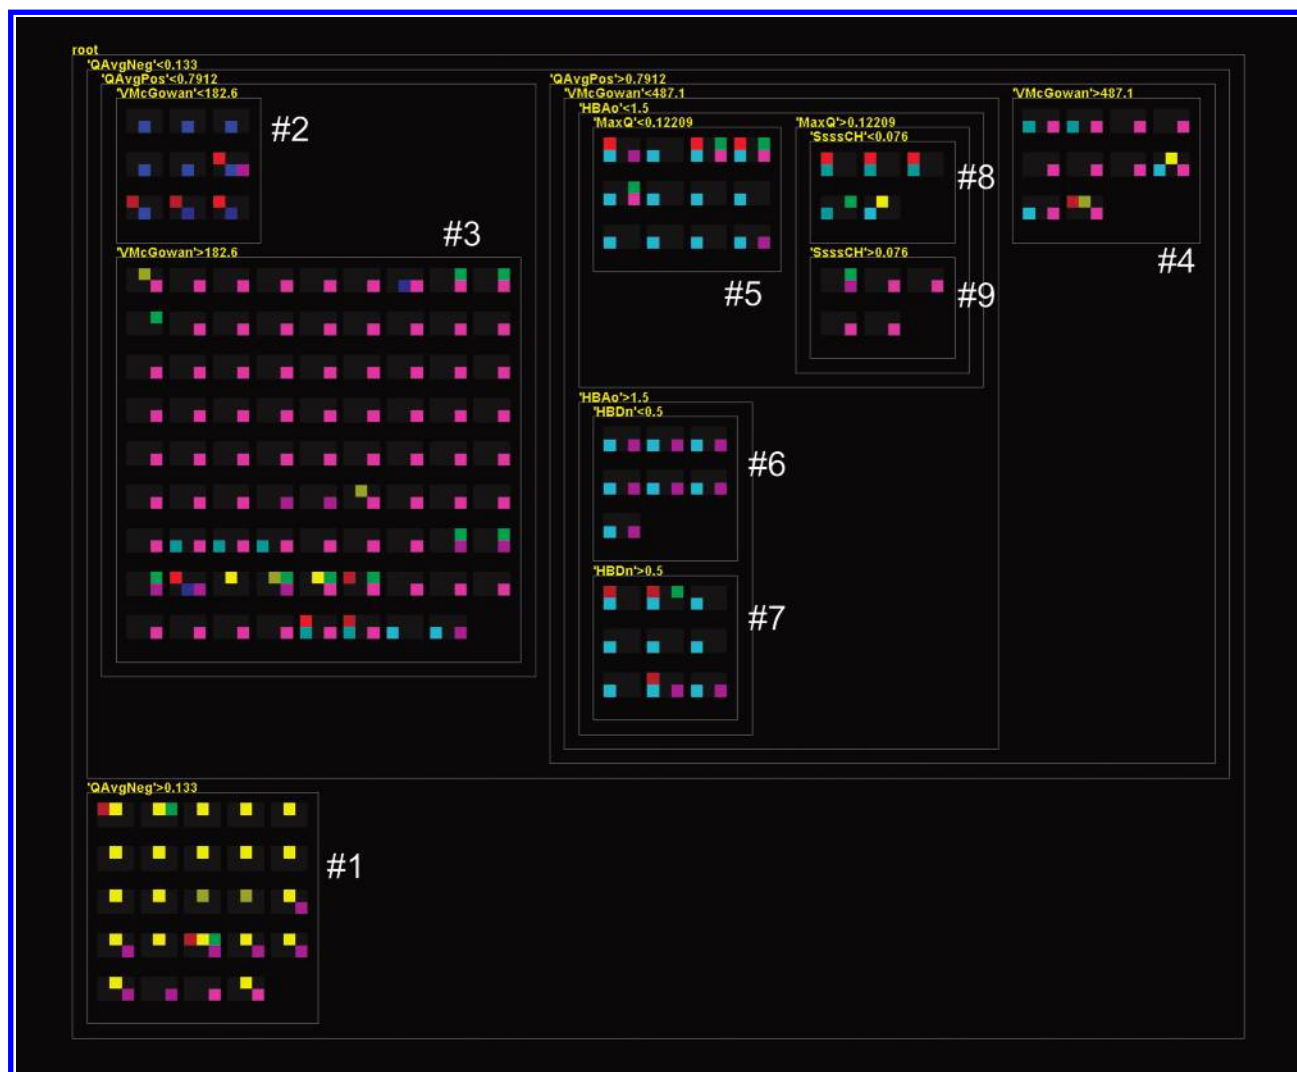 root
'QAvgNeg'<0.133
'QAvgPos'<0.7912
'QAvgPos'>0.7912
'VMcGowan'<182.6
'VMcGowan'<487.1
'VMcGowan'>487.1
'HBAo'<1.5
'MaxQ'<0.12209
'MaxQ'>0.12209
#2
'SsssCH'<0.076
#8
#3
'VMcGowan'>182.6
'SsssCH'>0.076
#4
#5
#9
'HBAo'>1.5
'HBDn'<0.5
#6
'HBDn'>0.5
#7
'QAvgNeg'>0.133
#1